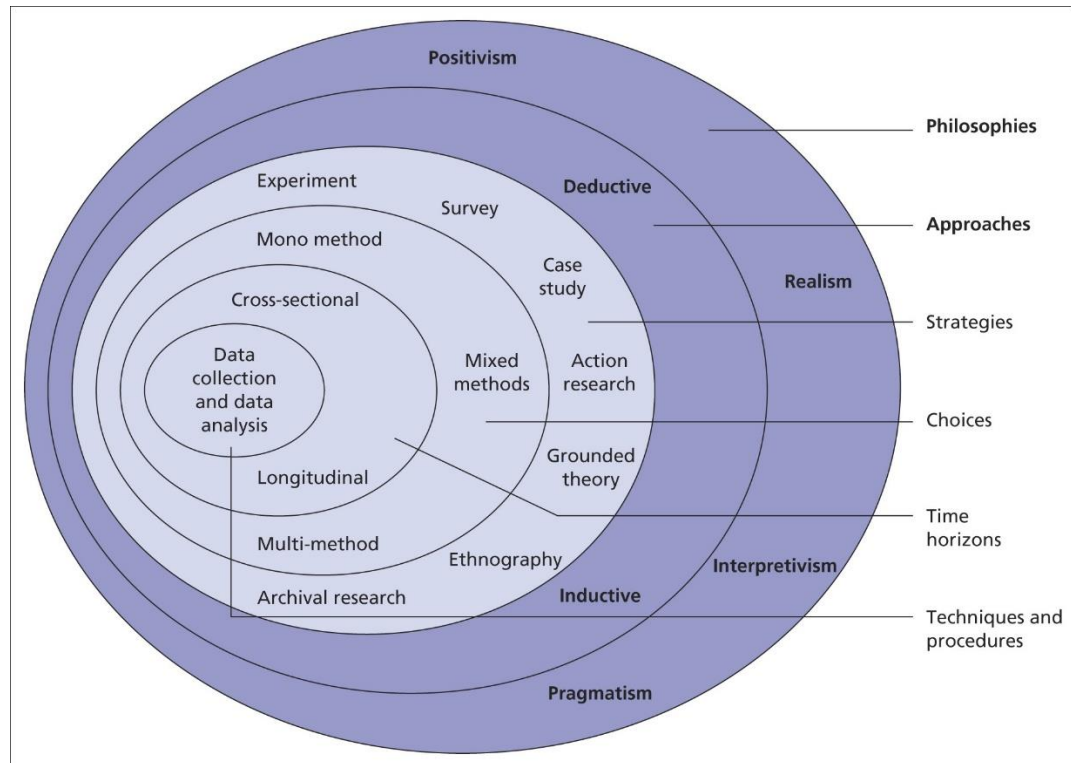 Positivism
Philosophies
Deductive
Approaches
Experiment
Survey
Mono method
Case
study
Realism
Cross-sectional
Strategies
Data
collection
and data
analysis
Mixed
methods
Action
research
Choices
Grounded
theory
Longitudinal
Time
horizons
Multi-method
Ethnography
Interpretivism
Archival research
Inductive
Techniques and
procedures
Pragmatism